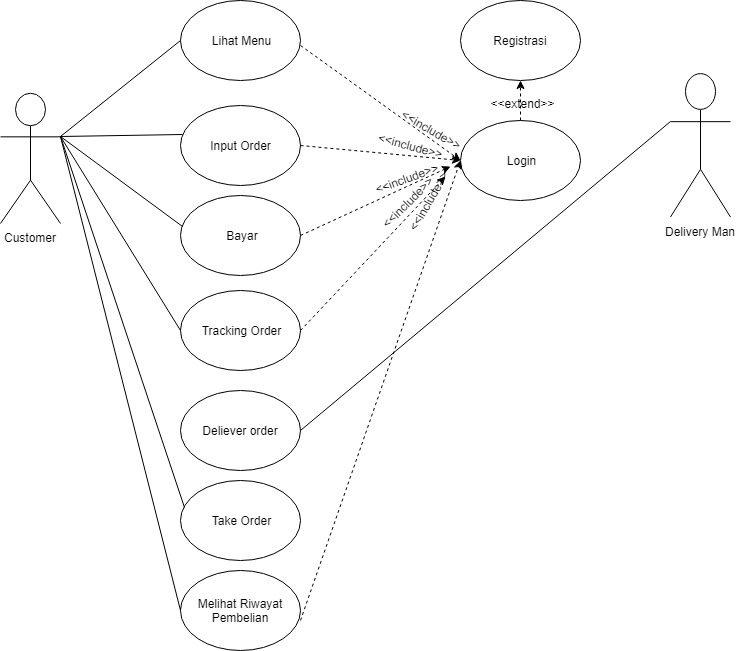 Lihat Menu
Registrasi
<<extend>>
<<include>>
Input Order
<<include>>
Login
<<include>>
<<include>>
<<include>>
Customer
Bayar
Delivery Man
Tracking Order
Deliever order
Take Order
Melihat Riwayat
Pembelian